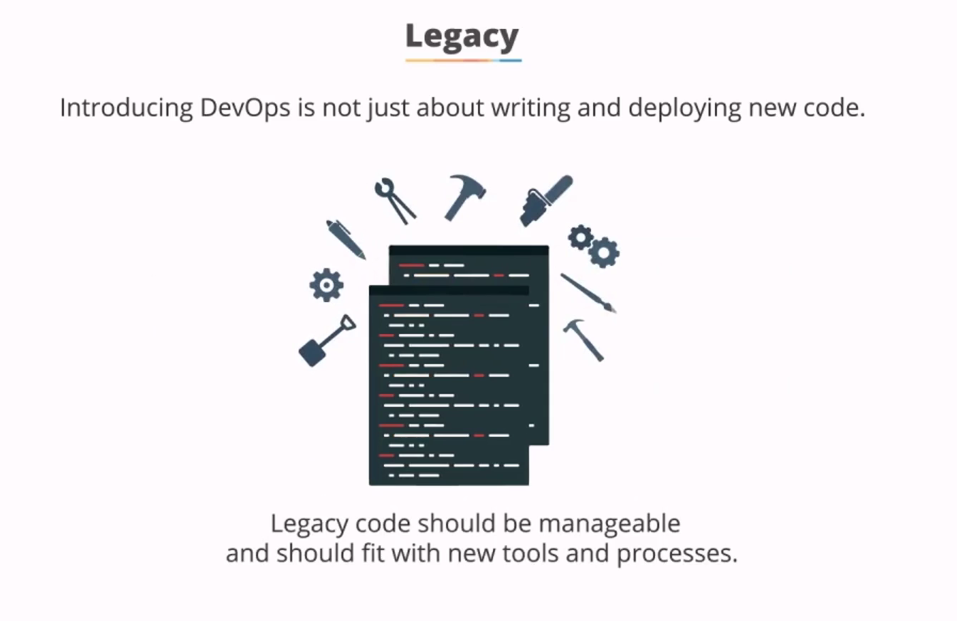 Legacy
Introducing DevOps is not just about writing and deploying new code.
Legacy code should be manageable
and should fit with new tools and processes.